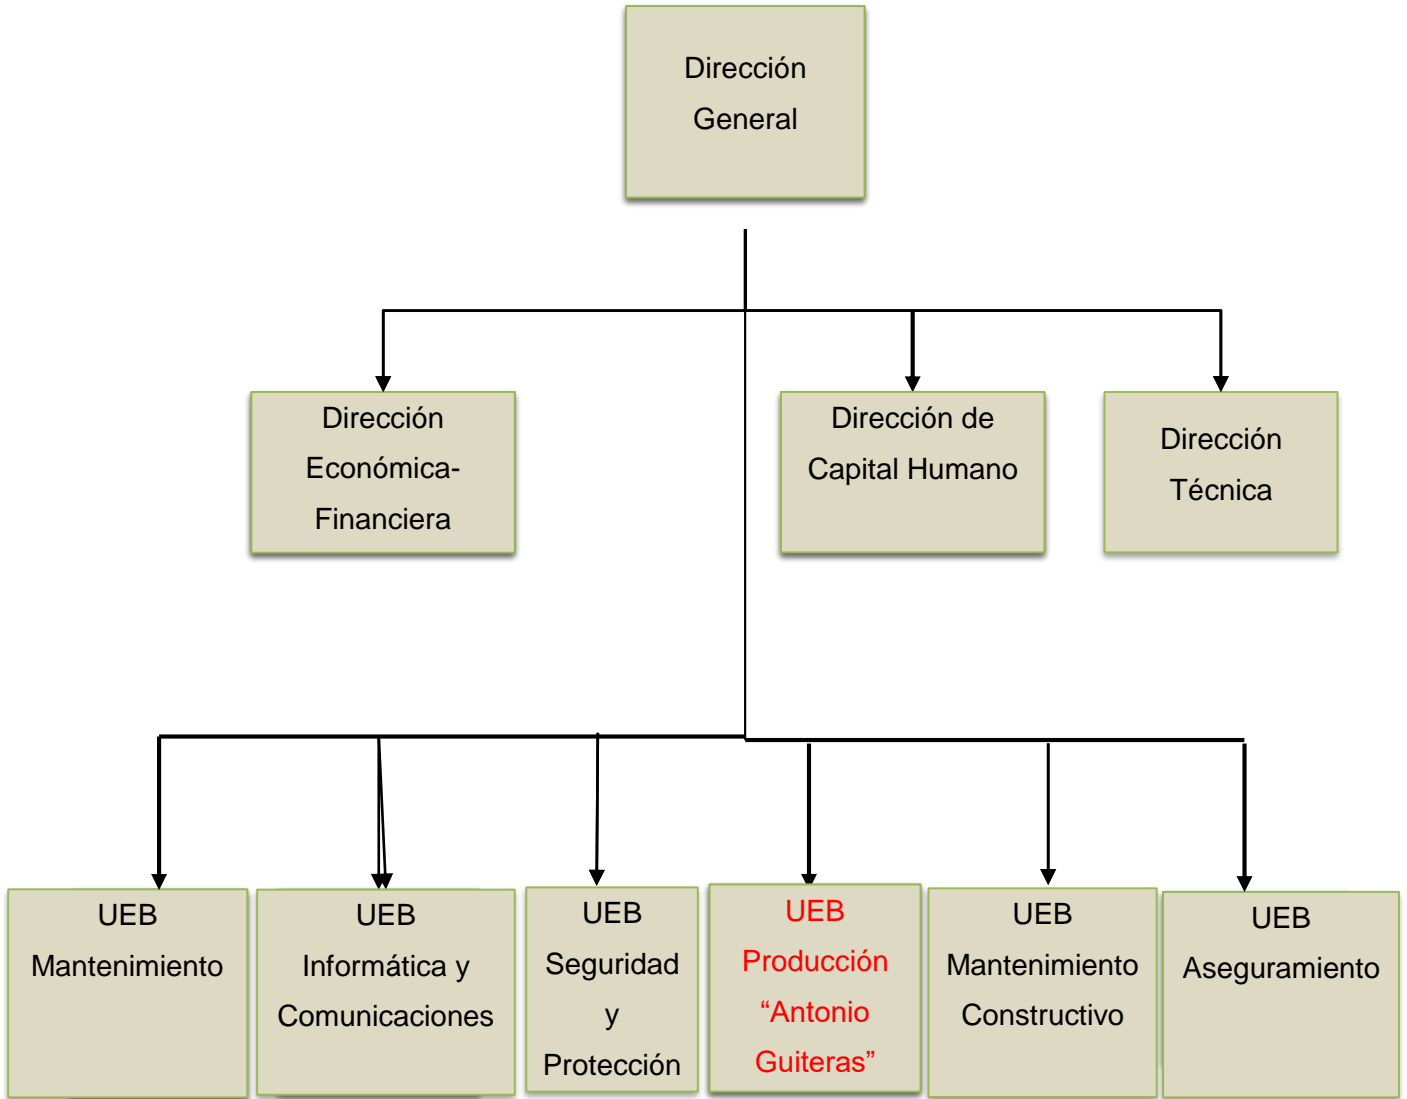 Dirección
General
Dirección
Económica-
Financiera
Dirección de
Capital Humano
Dirección
Técnica
UEB
Mantenimiento
UEB
Informática y
Comunicaciones
UEB
Seguridad
y
Protección
UEB
Producción
“Antonio
Guiteras”
UEB
Mantenimiento
Constructivo
UEB
Aseguramiento